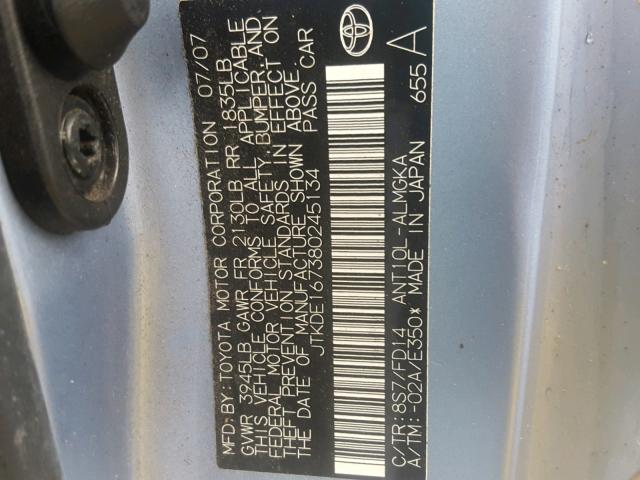 MFD BY: TOYOTA MOTOR CORPORATION 07/07
GVWR 3945LB GAWR FR 2130LB RR 1835LB
THIS VEHICLE CONFORMS TO ALL APPLICABLE
FEDERAL MOTOR VEHICLE SAFETY, BUMPER, AND
THEFT PREVENTION STANDARDS IN EFFECT ON
THE DATE OF MANUFACTURE SHOWN ABOVE
JTKDE167380245134 PASS CAR
C/TR: 8S7/FD14 ANT10L-ALMGKA
A/TM: -02A/E350* MADE IN JAPAN 655 A